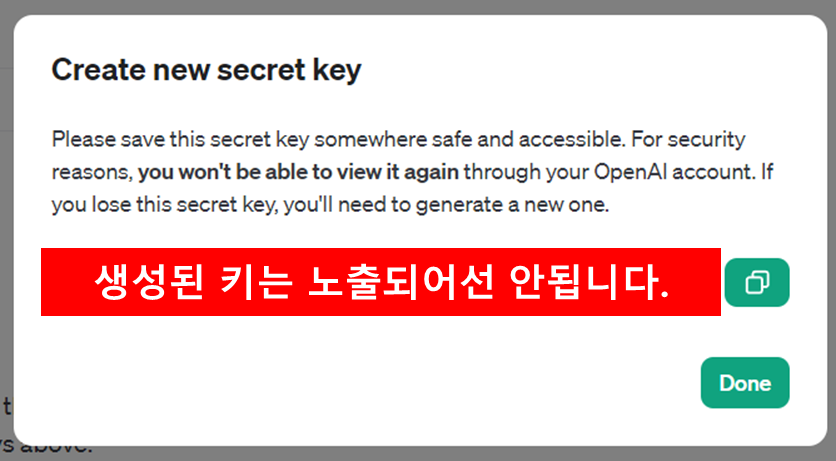 Create new secret key
Please save this secret key somewhere safe and accessible. For security
reasons, you won't be able to view it again through your OpenAI account. If
you lose this secret key, you'll need to generate a new one.
생성된 키는 노출되어선 안됩니다.
Done
above.